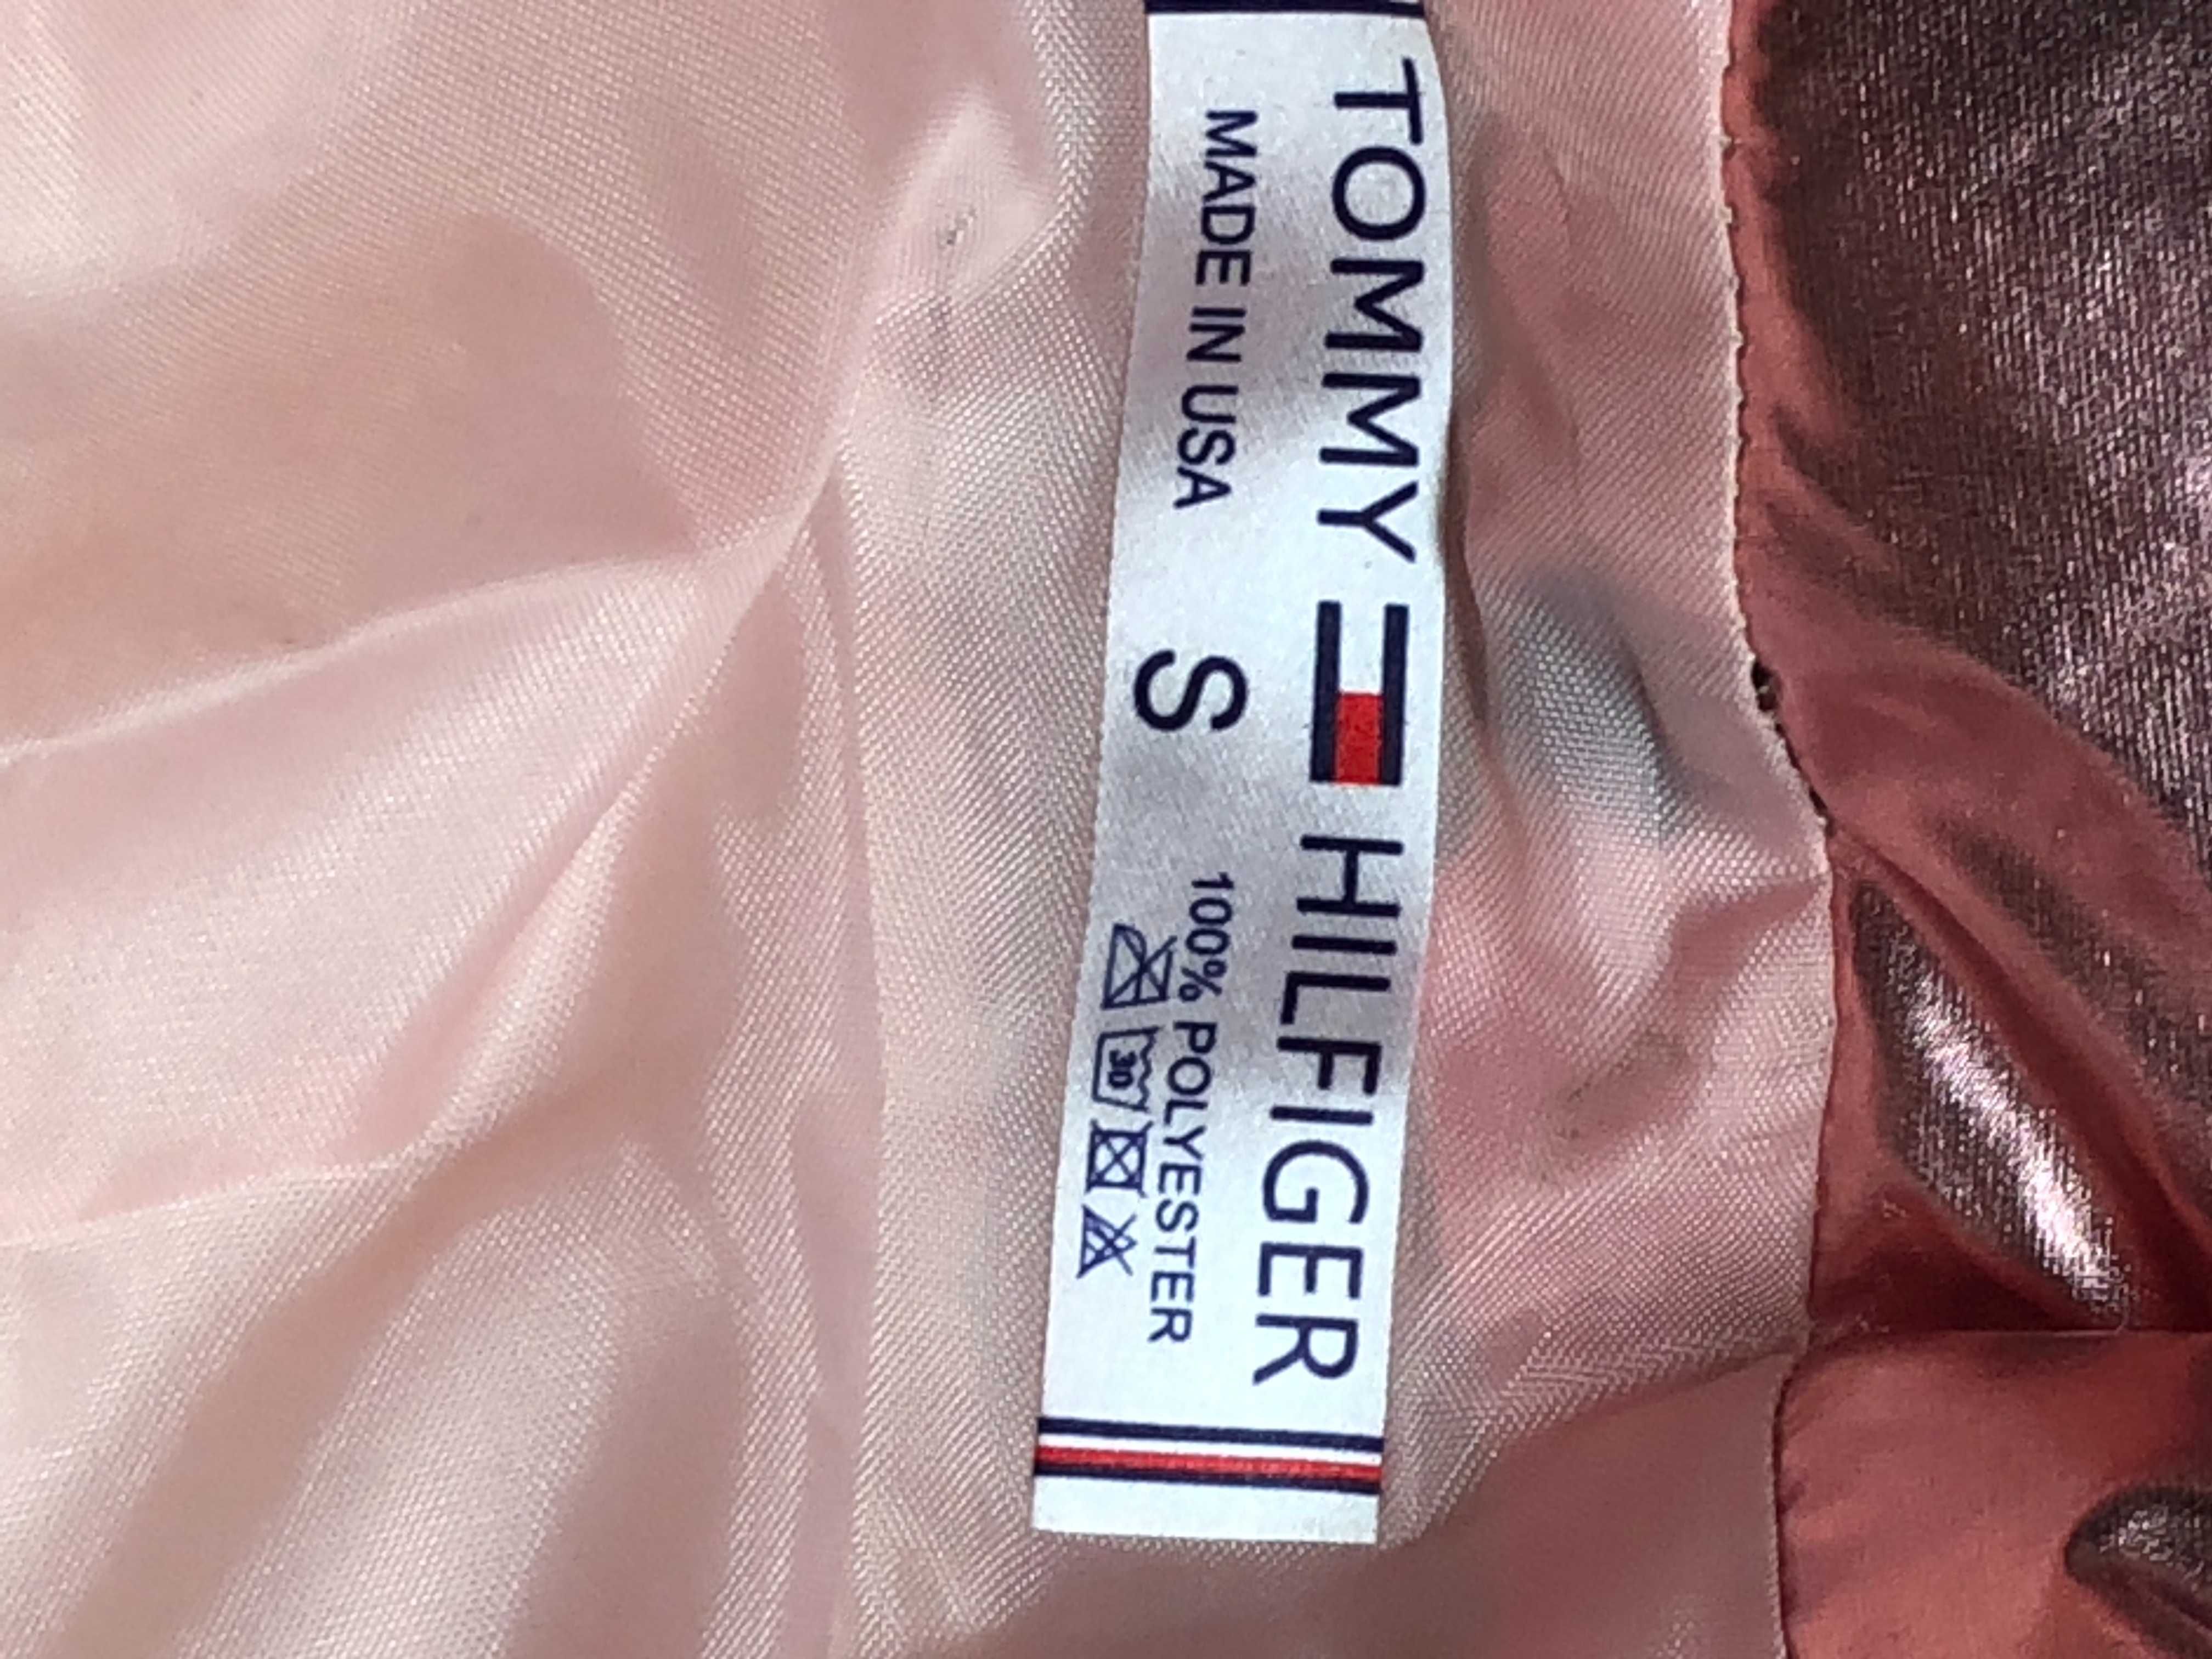 TOMMY HILFIGER
MADE IN USA
S
100% POLYESTER
30